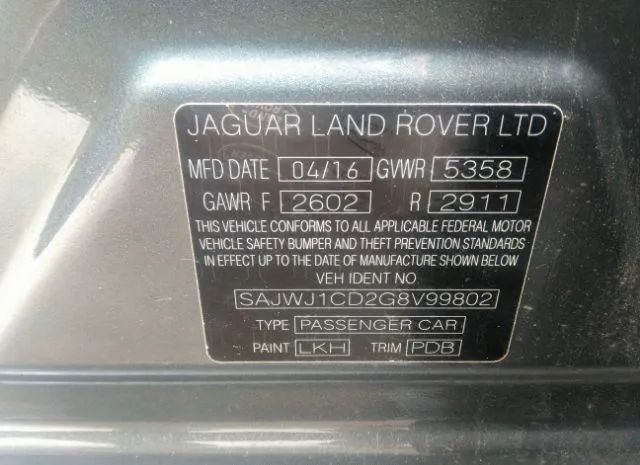 JAGUAR LAND ROVER LTD
MFD DATE 04/16 GVWR 5358
GAWR F 2602 R 2911
THIS VEHICLE CONFORMS TO ALL APPLICABLE FEDERAL MOTOR
VEHICLE SAFETY BUMPER AND THEFT PREVENTION STANDARDS
IN EFFECT UP TO THE DATE OF MANUFACTURE SHOWN BELOW
VEH IDENT NO
SAJWJ1CD2G8V99802
TYPE PASSENGER CAR
PAINT LKH TRIM PDB